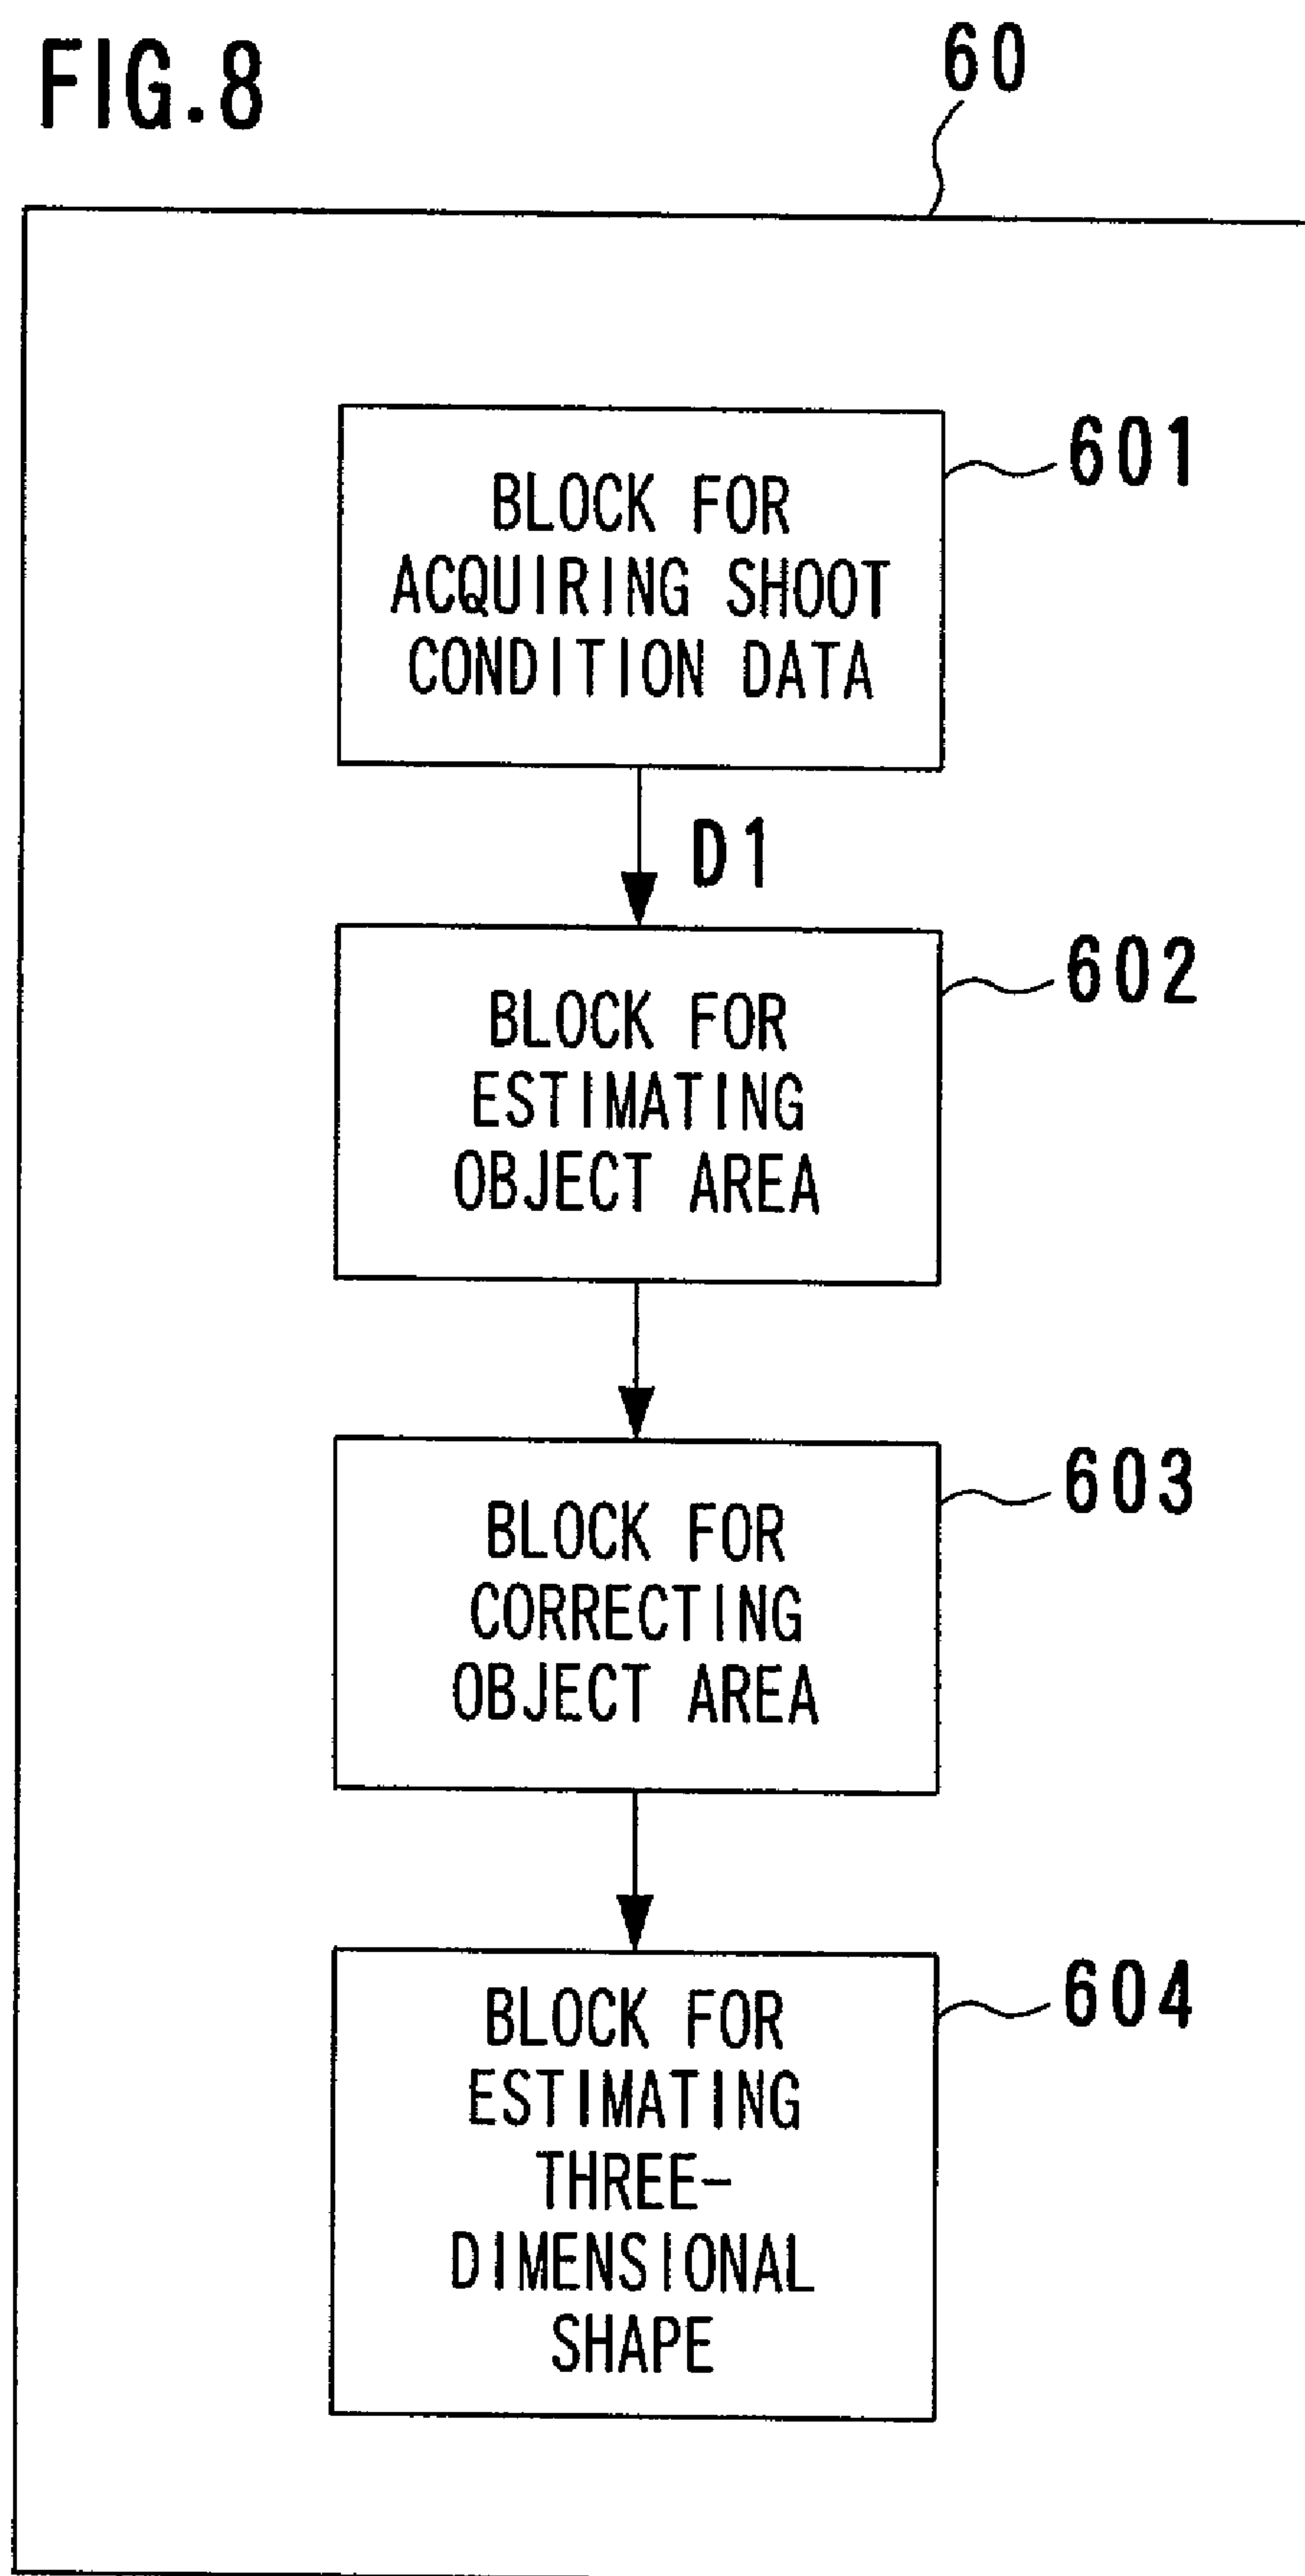 FIG.8
60
BLOCK FOR
ACQUIRING SHOOT
CONDITION DATA
601
D1
BLOCK FOR
ESTIMATING
OBJECT AREA
602
BLOCK FOR
CORRECTING
OBJECT AREA
603
BLOCK FOR
ESTIMATING
THREE-
DIMENSIONAL
SHAPE
604